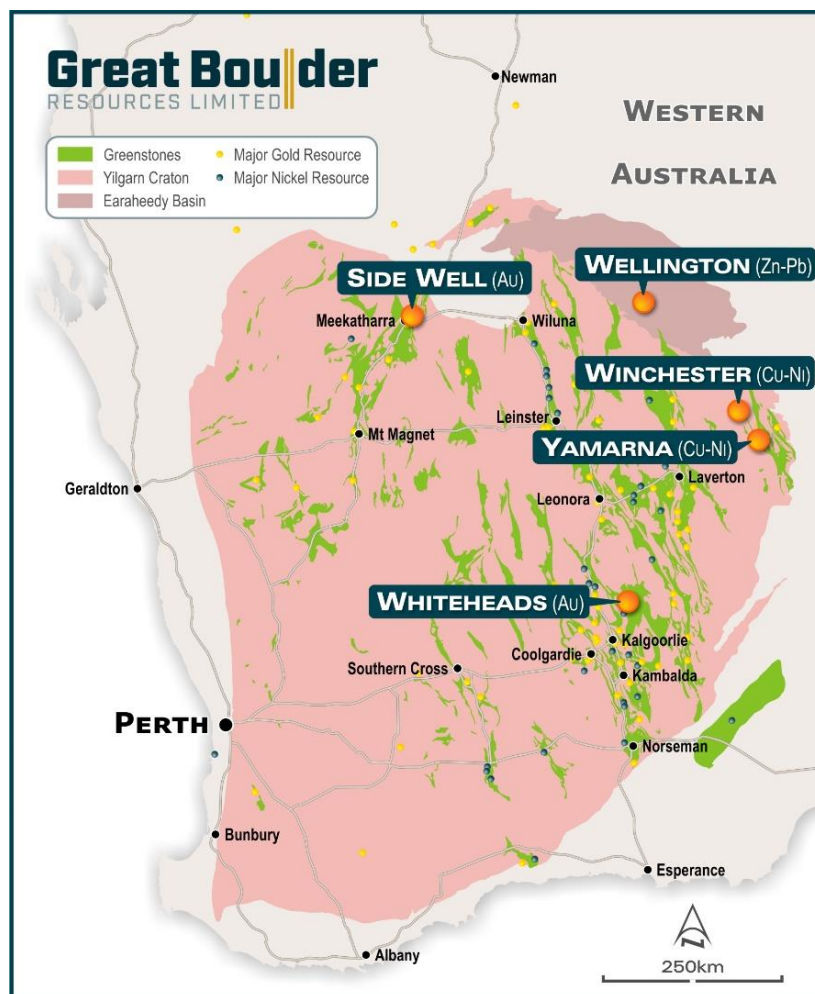 Great Boulder
RESOURCES LIMITED
Newman
WESTERN
AUSTRALIA
Greenstones
Major Gold Resource
Yilgarn Craton
Major Nickel Resource
Earaheedy Basin
SIDE WELL (AU)
WELLINGTON (ZN-PB)
Meekatharra
Wiluna
WINCHESTER (CU-NI)
Leinster
Mt Magnet
YAMARNA (CU-NI)
Geraldton
Laverton
Leonora
WHITEHEADS (AU)
Kalgoorlie
Coolgardie
Southern Cross
Kambalda
PERTH
Norseman
Bunbury
Esperance
Albany
N
250km